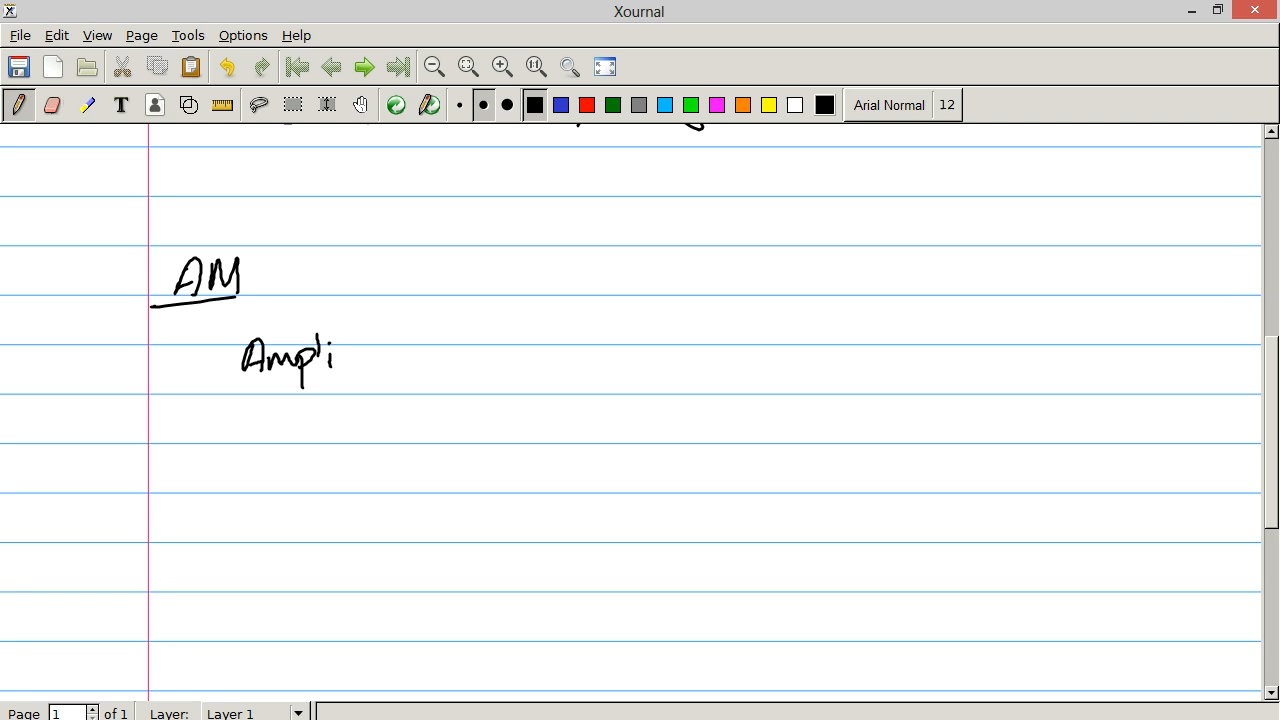 Xournal
File Edit View Page Tools Options Help
T Arial Normal 12
AM
Ampli
Page 1 of 1 Layer: Layer 1